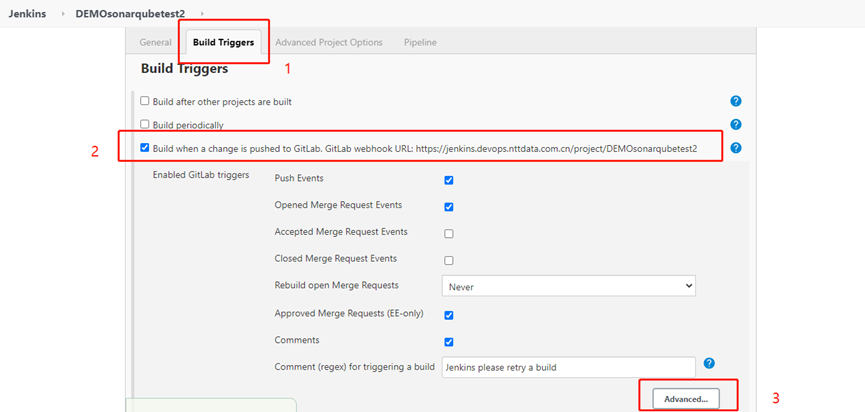 Jenkins DEMOsonarqubetest2
General Build Triggers Advanced Project Options Pipeline
1
Build Triggers
Build after other projects are built
Build periodically
2
Build when a change is pushed to GitLab. GitLab webhook URL: https://jenkins.devops.nttdata.com.cn/project/DEMOsonarqubetest2
Enabled GitLab triggers
Push Events
Opened Merge Request Events
Accepted Merge Request Events
Closed Merge Request Events
Rebuild open Merge Requests Never
Approved Merge Requests (EE-only)
Comments
Comment (regex) for triggering a build Jenkins please retry a build
Advanced... 3